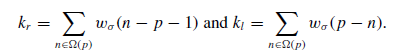 k_r = ∑_{n∈Ω(p)} w_σ(n − p − 1) and k_l = ∑_{n∈Ω(p)} w_σ(p − n).